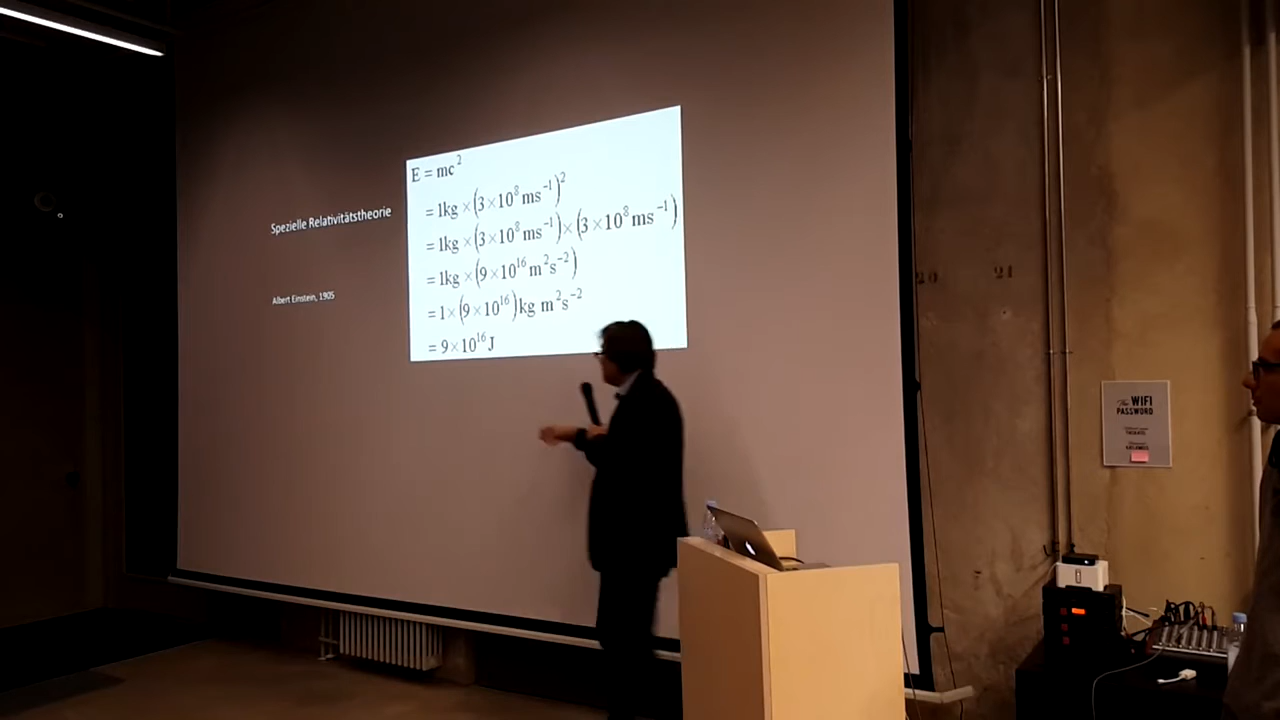 Spezielle Relativitätstheorie
Albert Einstein, 1905
E = mc²
= 1kg × (3×10⁸ ms⁻¹)²
= 1kg × (3×10⁸ ms⁻¹) × (3×10⁸ ms⁻¹)
= 1kg × (9×10¹⁶ m²s⁻²)
= 1× (9×10¹⁶) kg m²s⁻²
= 9×10¹⁶ J
20 21
The WIFI
PASSWORD